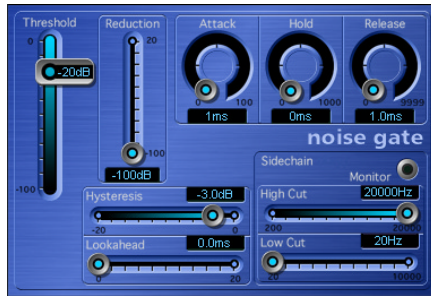 Threshold
Reduction
Attack
Hold
Release
0
-20dB
-100
20
-100
-100dB
0
100
1ms
0
1000
0ms
0
9999
1.0ms
noise gate
Sidechain
Monitor
Hysteresis
-3.0dB
-20
0
High Cut
20000Hz
200
20000
Lookahead
0.0ms
0
20
Low Cut
20Hz
20
10000